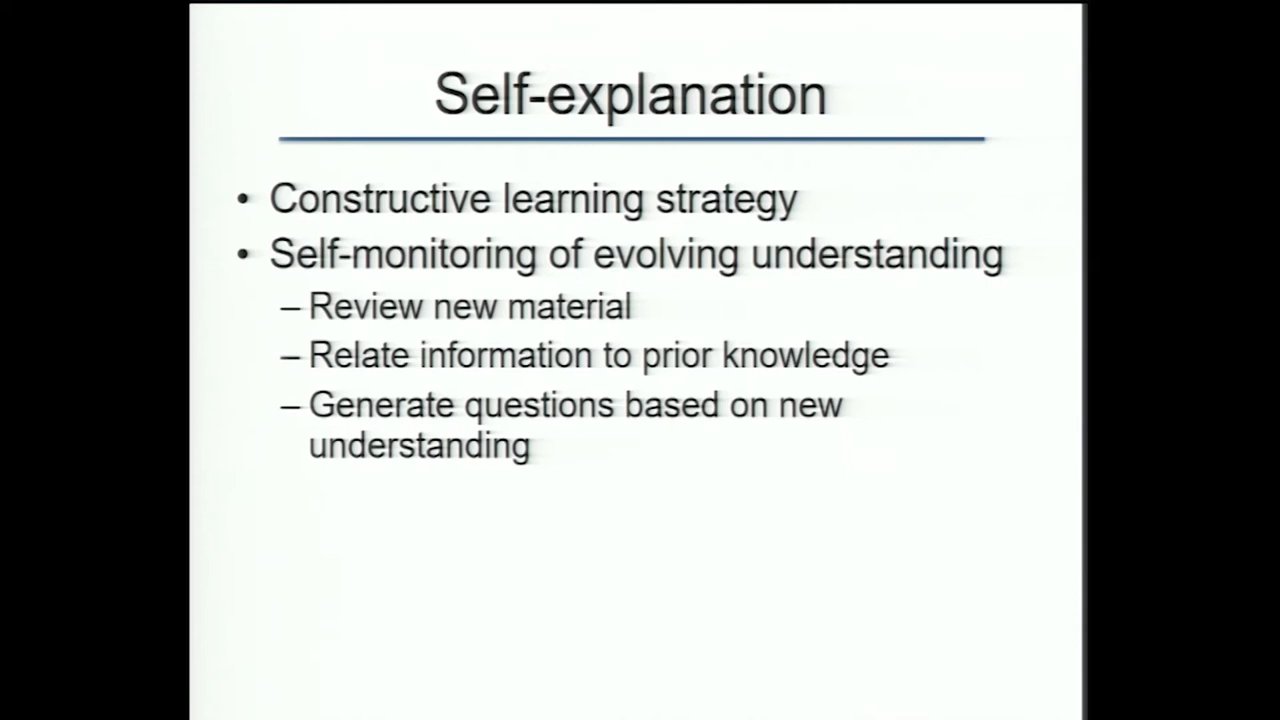 Self-explanation
• Constructive learning strategy
• Self-monitoring of evolving understanding
– Review new material
– Relate information to prior knowledge
– Generate questions based on new
understanding